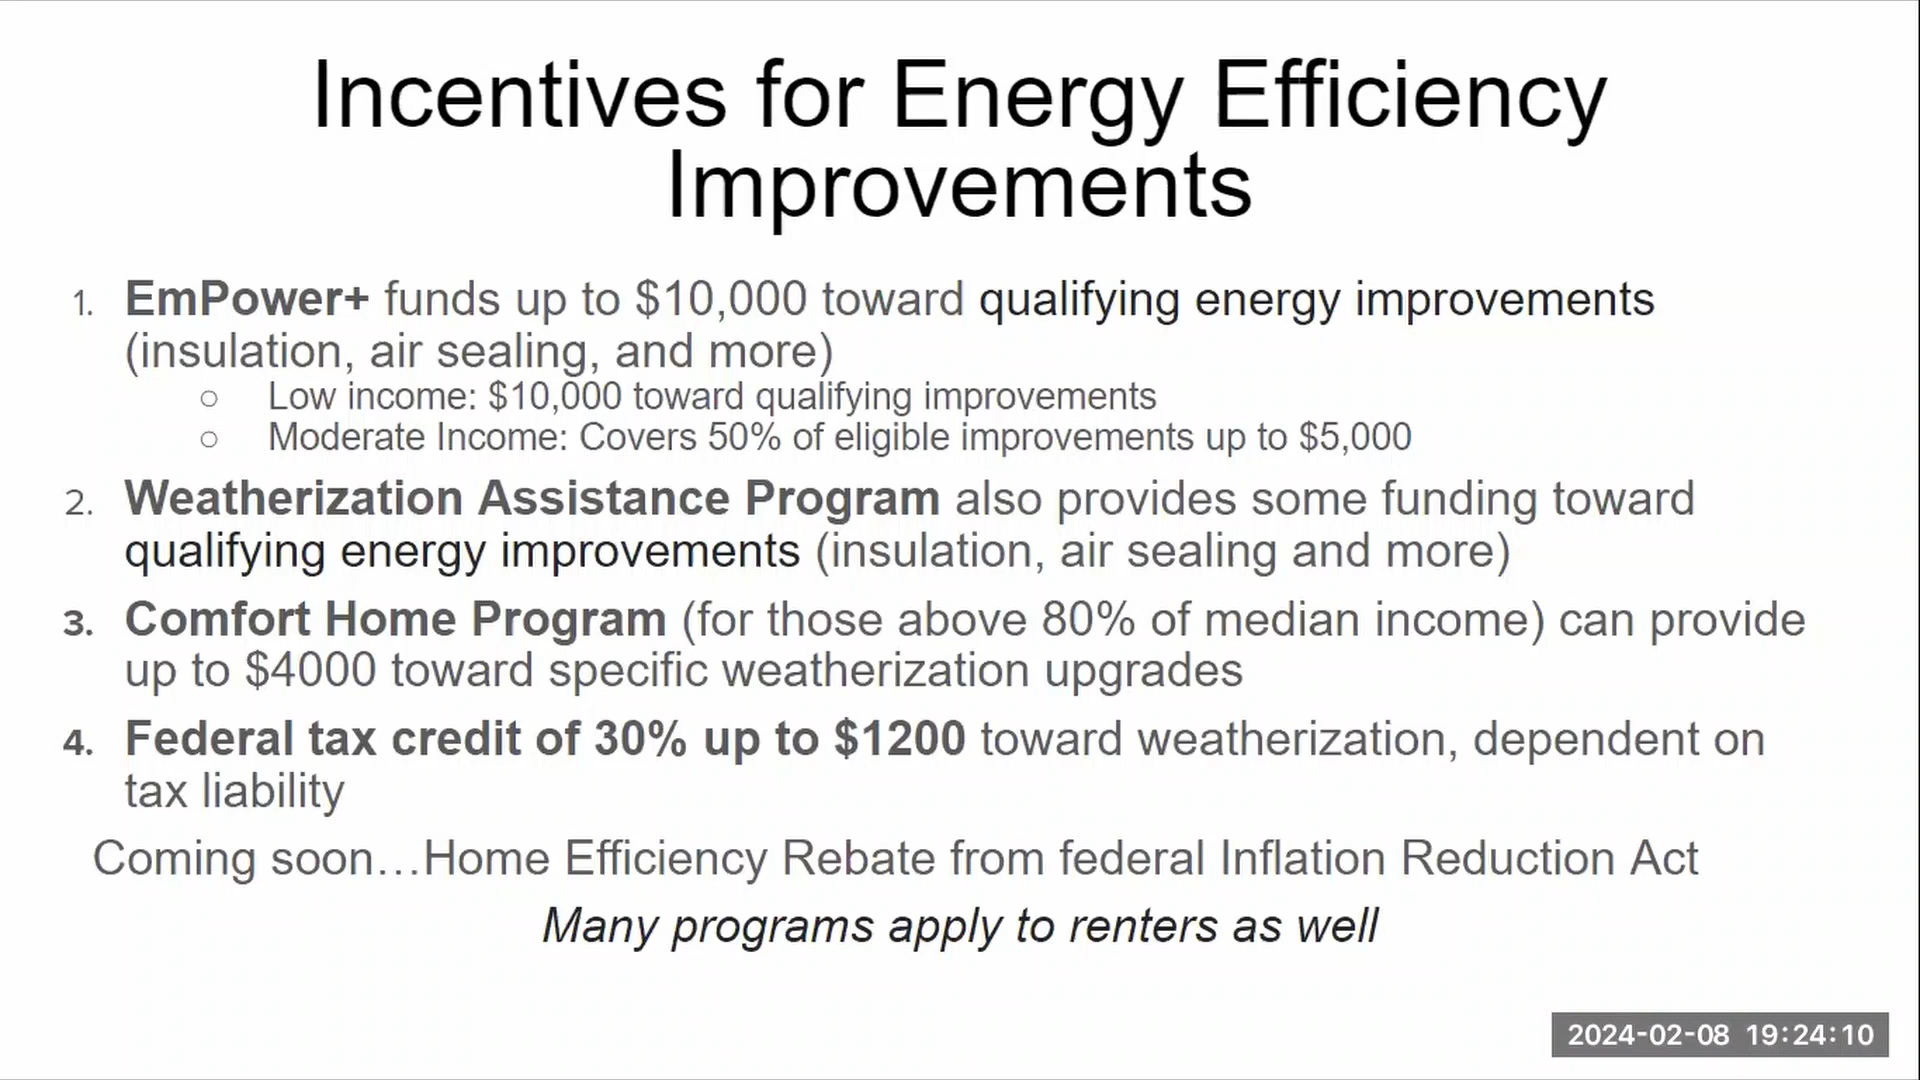 Incentives for Energy Efficiency
Improvements
1. EmPower+ funds up to $10,000 toward qualifying energy improvements
(insulation, air sealing, and more)
○ Low income: $10,000 toward qualifying improvements
○ Moderate Income: Covers 50% of eligible improvements up to $5,000
2. Weatherization Assistance Program also provides some funding toward
qualifying energy improvements (insulation, air sealing and more)
3. Comfort Home Program (for those above 80% of median income) can provide
up to $4000 toward specific weatherization upgrades
4. Federal tax credit of 30% up to $1200 toward weatherization, dependent on
tax liability
Coming soon…Home Efficiency Rebate from federal Inflation Reduction Act
Many programs apply to renters as well
2024-02-08 19:24:10